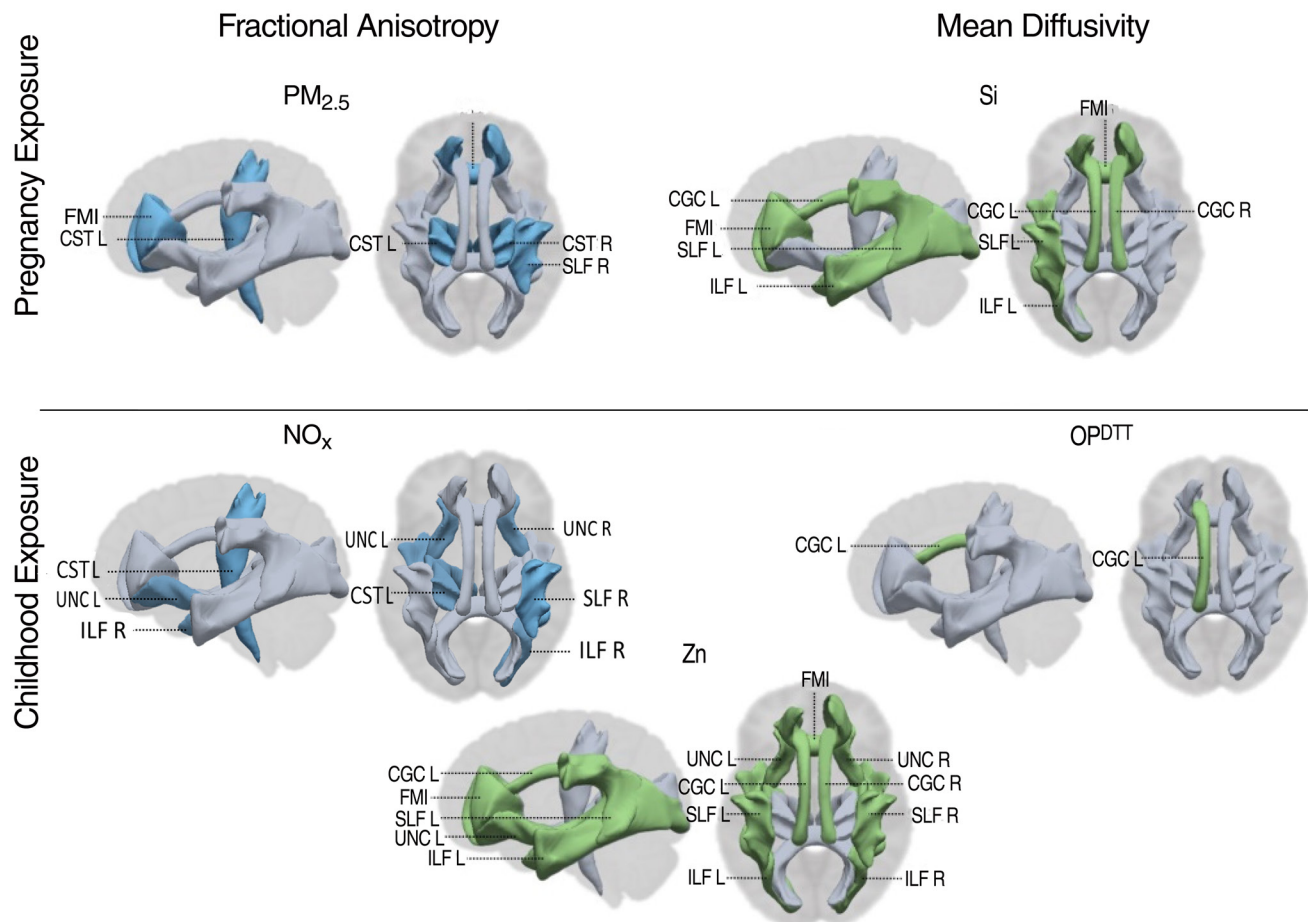 Fractional Anisotropy
Mean Diffusivity
Pregnancy Exposure
PM2.5
FMI
CST L
CST L
CST R
SLF R
Si
FMI
CGC L
FMI
SLF L
ILF L
CGC L
CGC R
SLF L
ILF L
Childhood Exposure
NOx
CST L
UNC L
ILF R
UNC L
UNC R
CST L
SLF R
ILF R
OPDTT
CGC L
CGC L
Zn
FMI
CGC L
FMI
SLF L
UNC L
ILF L
UNC L
UNC R
CGC L
CGC R
SLF L
SLF R
ILF L
ILF R